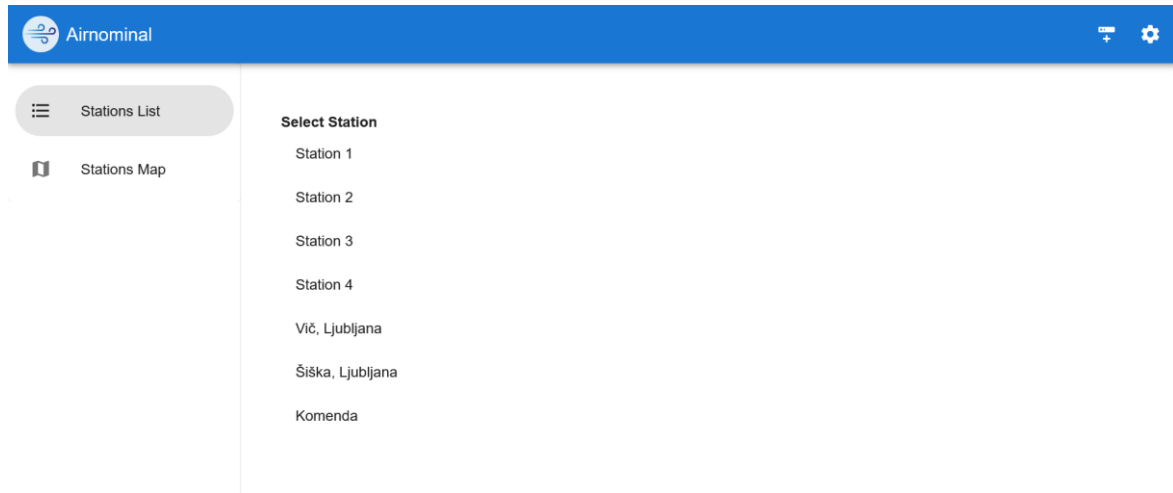 Airnominal
Stations List
Stations Map
Select Station
Station 1
Station 2
Station 3
Station 4
Vič, Ljubljana
Šiška, Ljubljana
Komenda